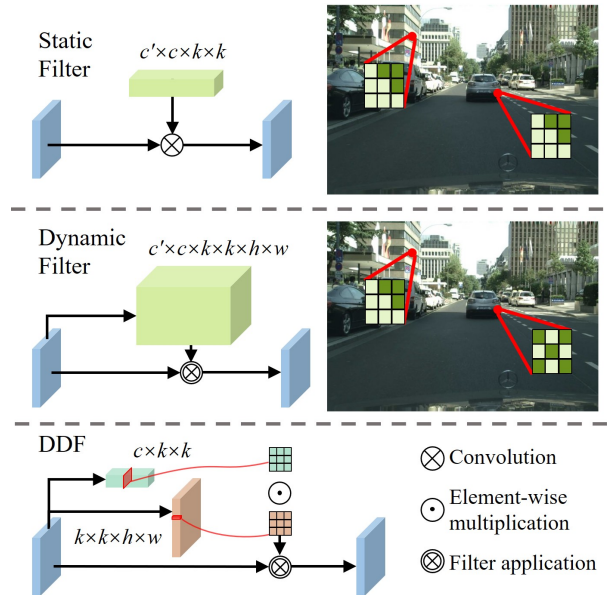 Static
Filter
c′×c×k×k
Dynamic
Filter
c′×c×k×k×h×w
DDF
c×k×k
k×k×h×w
Convolution
Element-wise
multiplication
Filter application